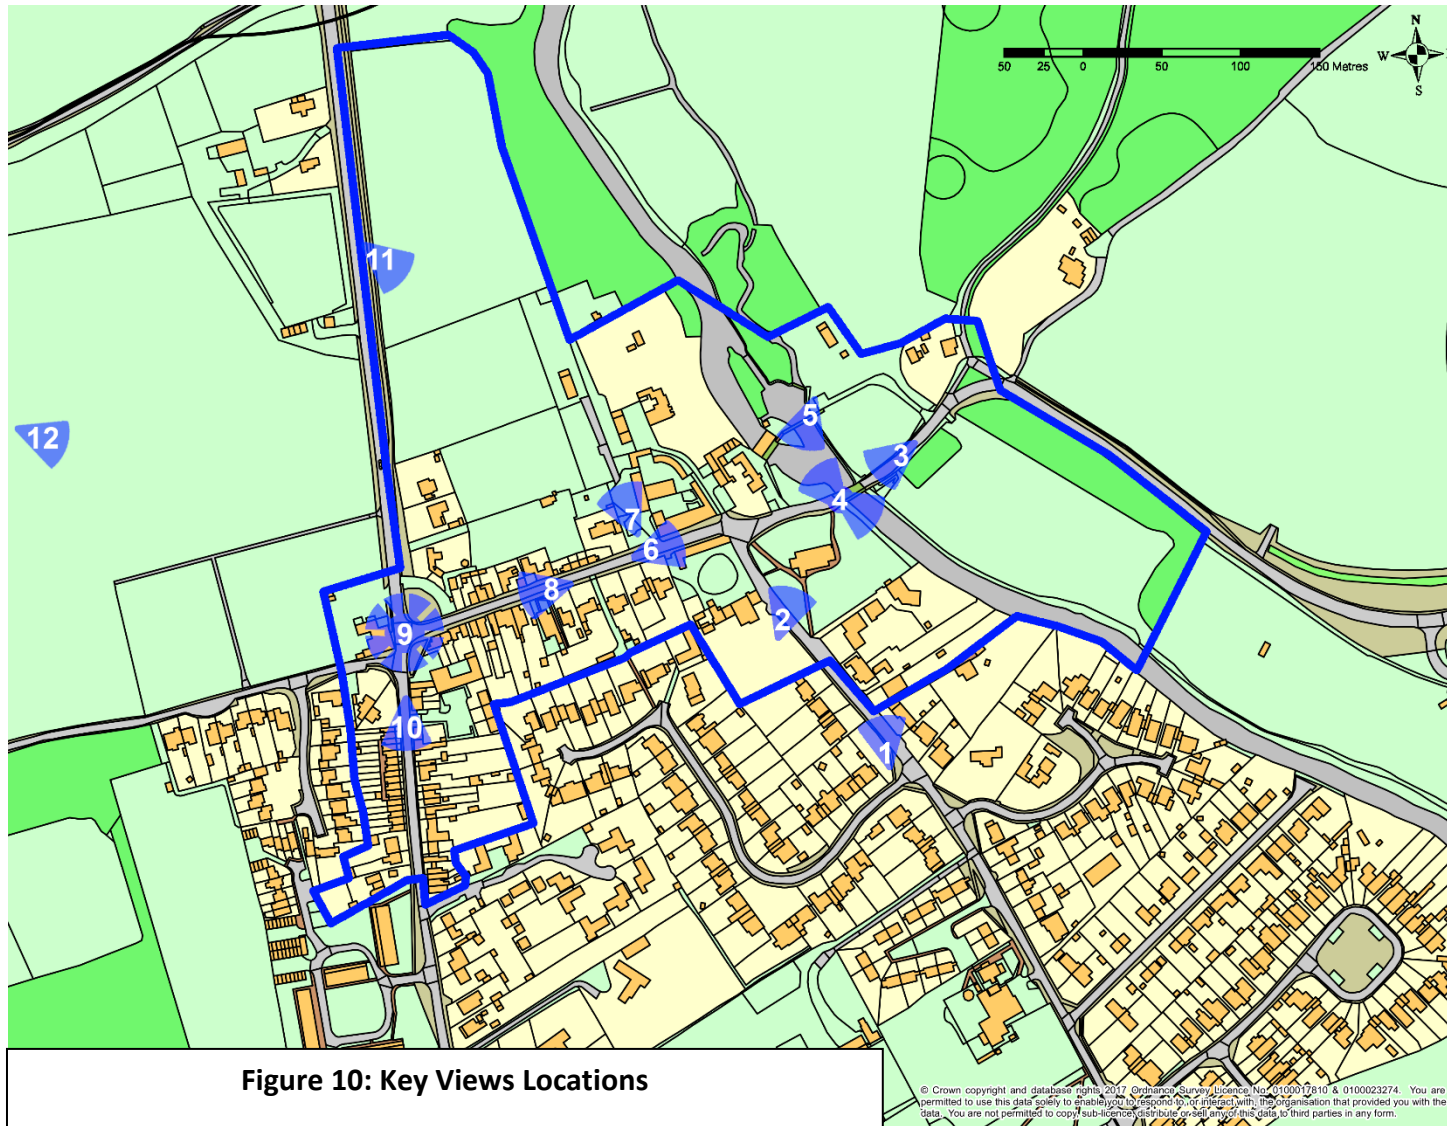 N
W
S
50 25 0 50 100 150 Metres
11
12
5
3
4
7
6
8
2
9
10
1
Figure 10: Key Views Locations
© Crown copyright and database rights 2017 Ordnance Survey Licence No. 0100017810 & 0100023274. You are
permitted to use this data solely to enable you to respond to, or interact with, the organisation that provided you with the
data. You are not permitted to copy, sub-licence, distribute or sell any of this data to third parties in any form.